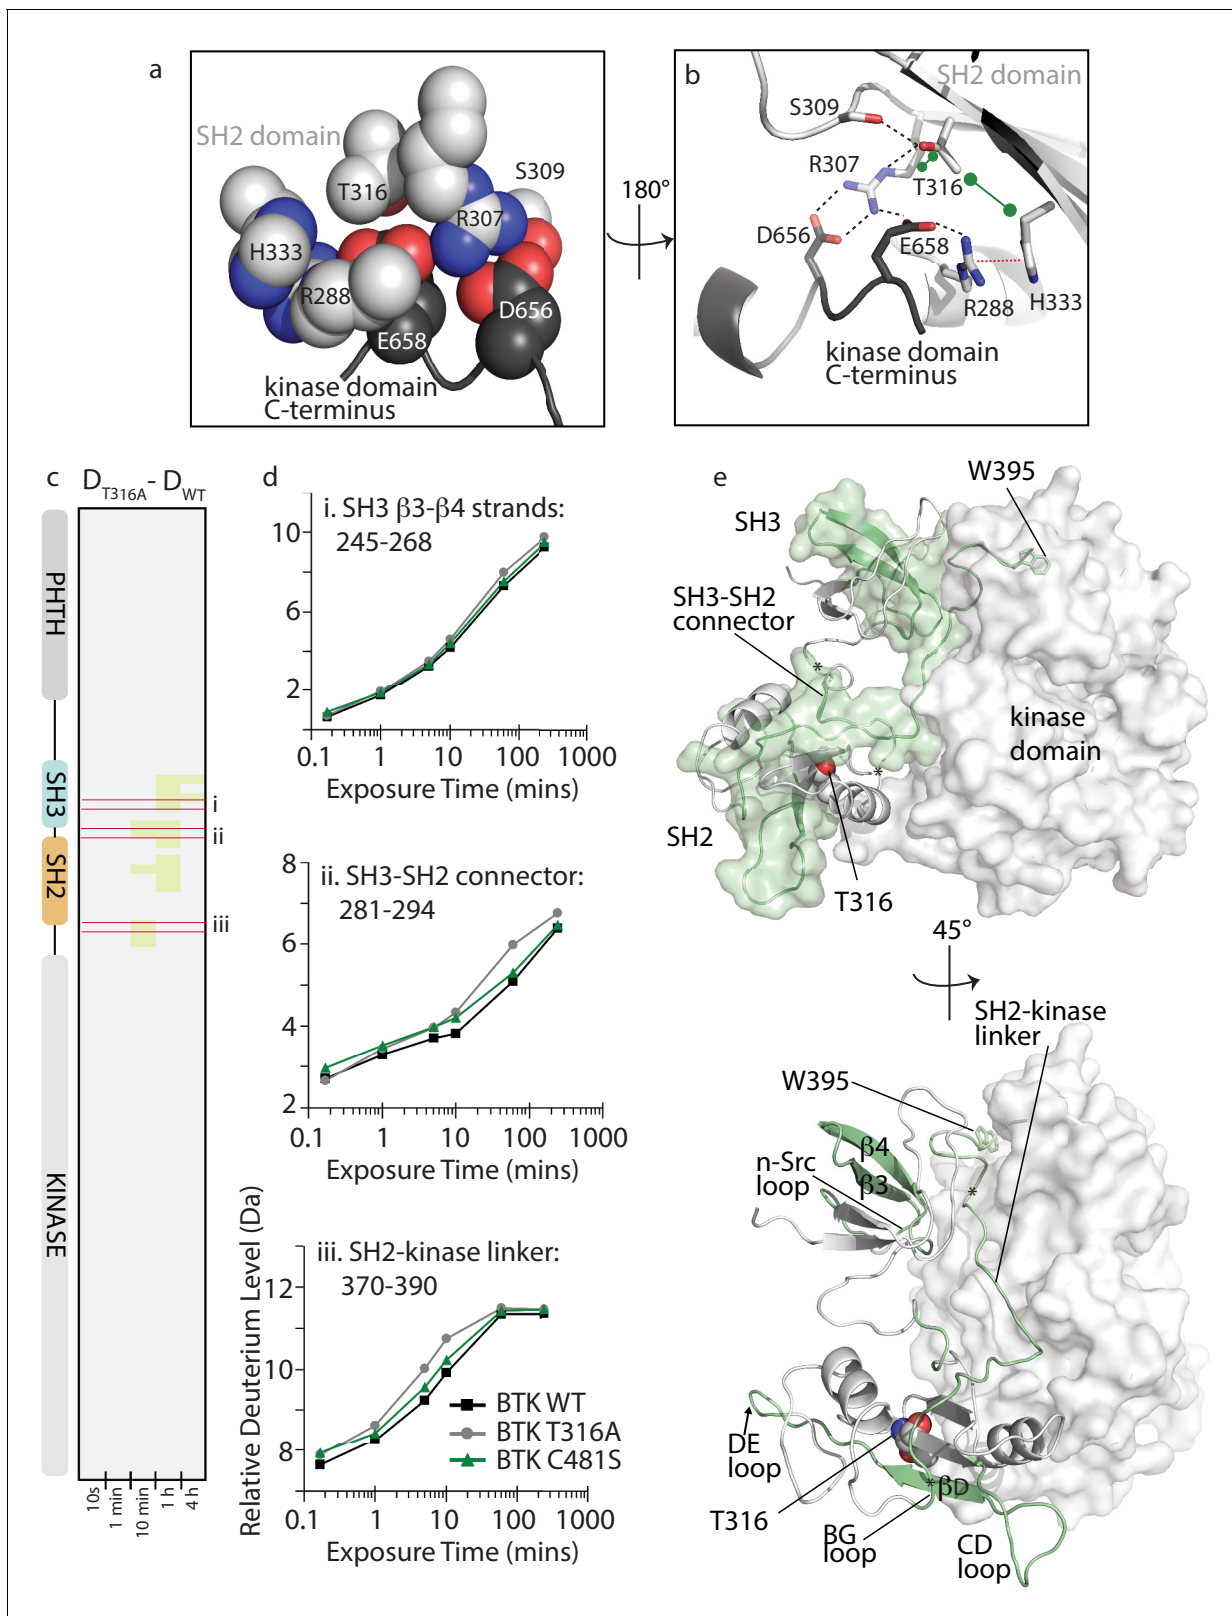 a
SH2 domain
T316
S309
R307
H333
R288
D656
E658
kinase domain
C-terminus
180°
b
SH2 domain
S309
R307
T316
D656
E658
R288
H333
kinase domain
C-terminus
c
D T316A - D WT
PHTH
SH3
SH2
KINASE
i
ii
iii
10s
1 min
10 min
1 h
4 h
d
i. SH3 β3-β4 strands:
245-268
10
6
2
0.1 1 10 100 1000
Exposure Time (mins)
ii. SH3-SH2 connector:
281-294
8
6
4
2
0.1 1 10 100 1000
Exposure Time (mins)
Relative Deuterium Level (Da)
iii. SH2-kinase linker:
370-390
12
10
8
BTK WT
BTK T316A
BTK C481S
0.1 1 10 100 1000
Exposure Time (mins)
e
W395
SH3
SH3-SH2
connector
*
kinase
domain
*
SH2
T316
45°
SH2-kinase
linker
W395
β4
β3
n-Src
loop
*
DE
loop
* βD
T316
BG
loop
CD
loop